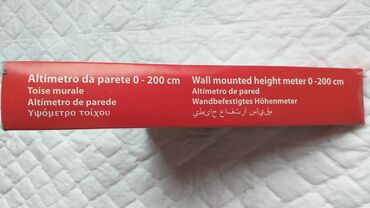 Altimetro da parete 0 - 200 cm
Toise murale
Altímetro de parede
Υψόμετρο τοίχου
Wall mounted height meter 0 -200 cm
Altímetro de pared
Wandbefestigtes Höhenmeter
مقياس ارتفاع حائطي